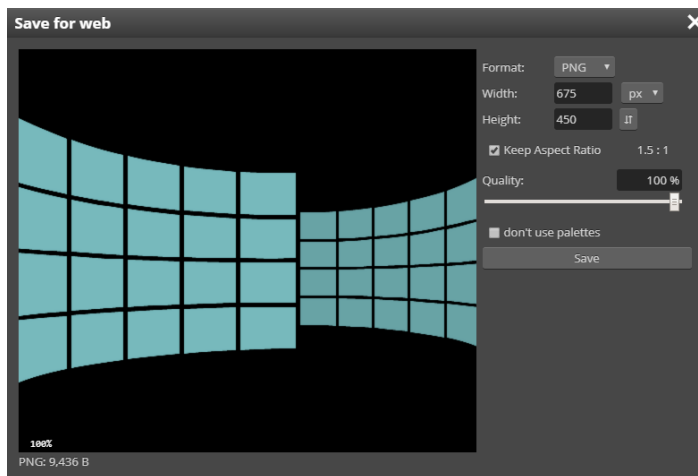 Save for web
Format: PNG
Width: 675 px
Height: 450
Keep Aspect Ratio 1.5 : 1
Quality: 100 %
don't use palettes
Save
100%
PNG: 9,436 B